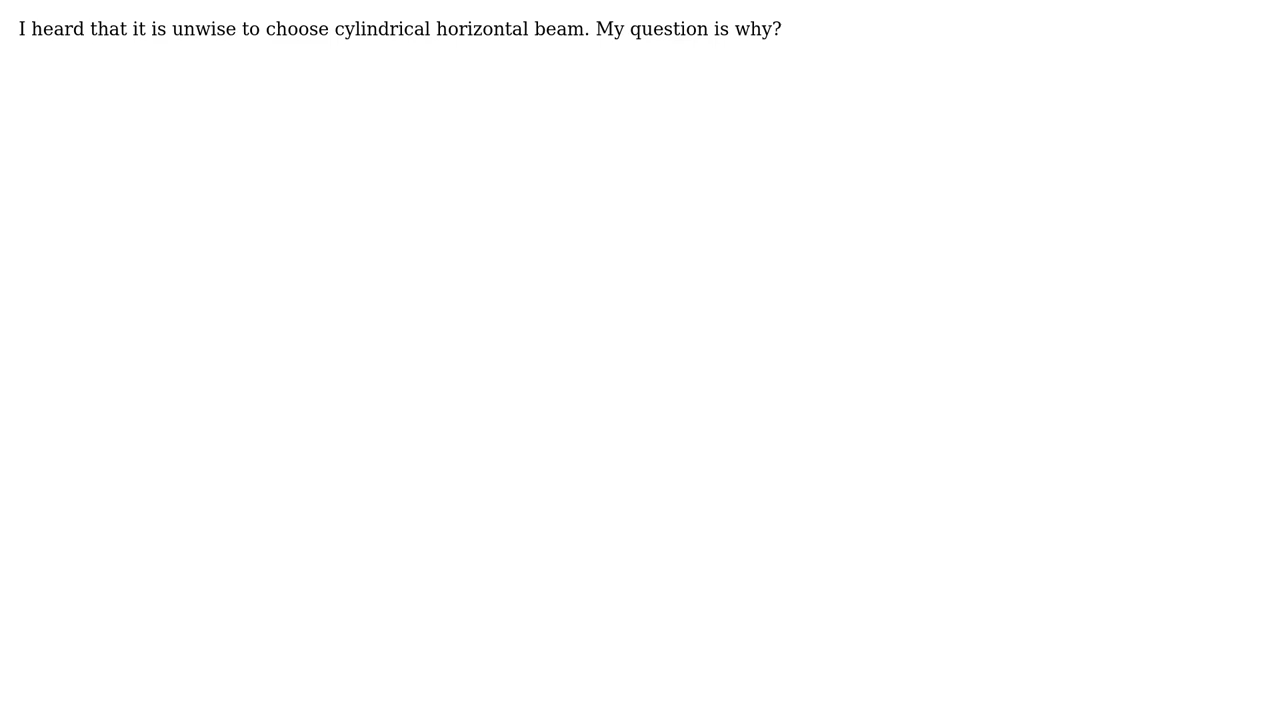 I heard that it is unwise to choose cylindrical horizontal beam. My question is why?